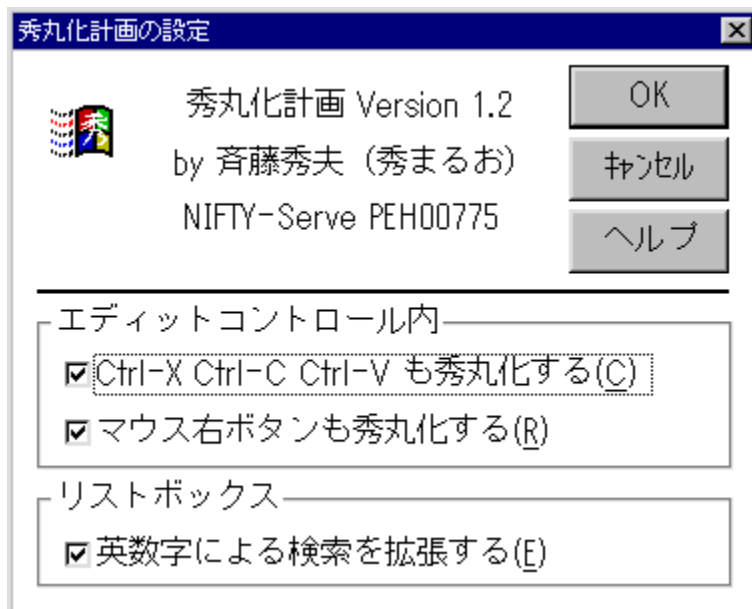 秀丸化計画の設定
秀
秀丸化計画 Version 1.2
by 斉藤秀夫（秀まるお）
NIFTY-Serve PEH00775
OK
ｷｬﾝｾﾙ
ヘルプ
エディットコントロール内
Ctrl-X Ctrl-C Ctrl-V も秀丸化する(C)
マウス右ボタンも秀丸化する(R)
リストボックス
英数字による検索を拡張する(E)